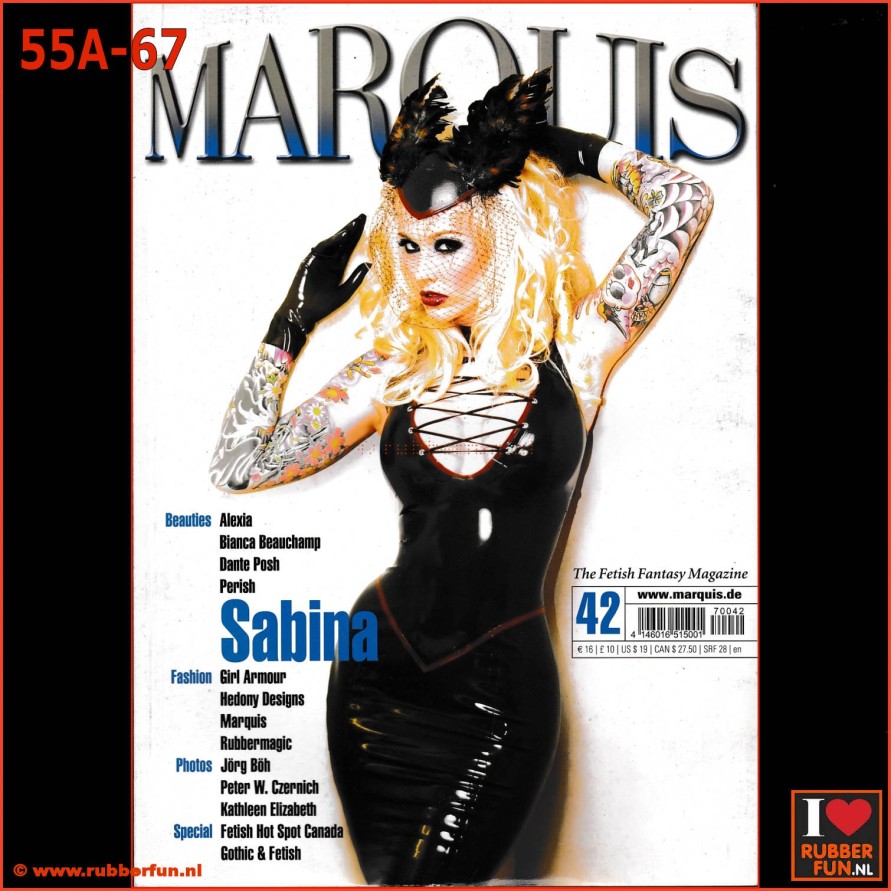 55A-67
MARQUIS
Beauties Alexia
Bianca Beauchamp
Dante Posh
Perish
Sabina
Fashion Girl Armour
Hedony Designs
Marquis
Rubbermagic
Photos Jörg Böh
Peter W. Czernich
Kathleen Elizabeth
Special Fetish Hot Spot Canada
Gothic & Fetish
The Fetish Fantasy Magazine
42
www.marquis.de
70042
4 146016 515001
€ 16 | £ 10 | US $ 19 | CAN $ 27.50 | SRF 28 | en
I ❤
RUBBER
FUN.NL
© www.rubberfun.nl